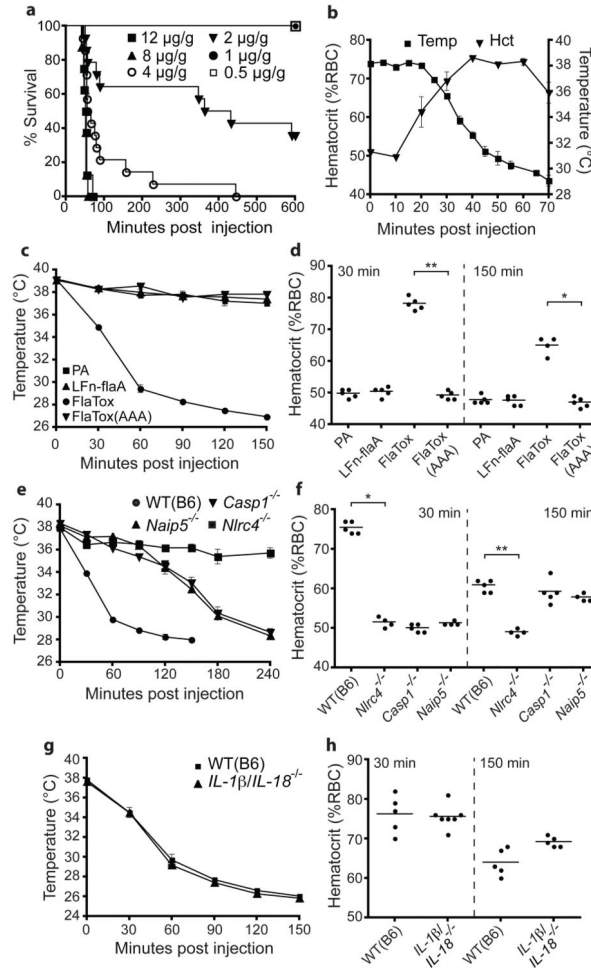 a
12 µg/g
2 µg/g
8 µg/g
1 µg/g
4 µg/g
0.5 µg/g
% Survival
100
80
60
40
20
0
0 100 200 300 400 500 600
Minutes post injection
b
Temp
Hct
Hematocrit (%RBC)
90
80
70
60
50
0 10 20 30 40 50 60 70
Minutes post injection
40
38
36
34
32
30
28
Temperature (°C)
c
Temperature (°C)
42
40
38
36
34
32
30
28
26
PA
LFn-flaA
FlaTox
FlaTox(AAA)
0 30 60 90 120 150
Minutes post injection
d
30 min
150 min
**
*
Hematocrit (%RBC)
90
80
70
60
50
40
PA
LFn-flaA
FlaTox
FlaTox (AAA)
PA
LFn-flaA
FlaTox
FlaTox (AAA)
e
WT(B6)
Casp1-/-
Naip5-/-
Nlrc4-/-
Temperature (°C)
42
40
38
36
34
32
30
28
26
0 60 120 180 240
Minutes post injection
f
30 min
150 min
*
**
Hematocrit (%RBC)
80
70
60
50
40
WT(B6)
Nlrc4-/-
Casp1-/-
Naip5-/-
WT(B6)
Nlrc4-/-
Casp1-/-
Naip5-/-
g
WT(B6)
IL-1β/IL-18-/-
Temperature (°C)
42
40
38
36
34
32
30
28
26
0 30 60 90 120 150
Minutes post injection
h
30 min
150 min
Hematocrit (%RBC)
90
80
70
60
50
40
WT(B6)
IL-1β/ IL-18-/-
WT(B6)
IL-1β/ IL-18-/-